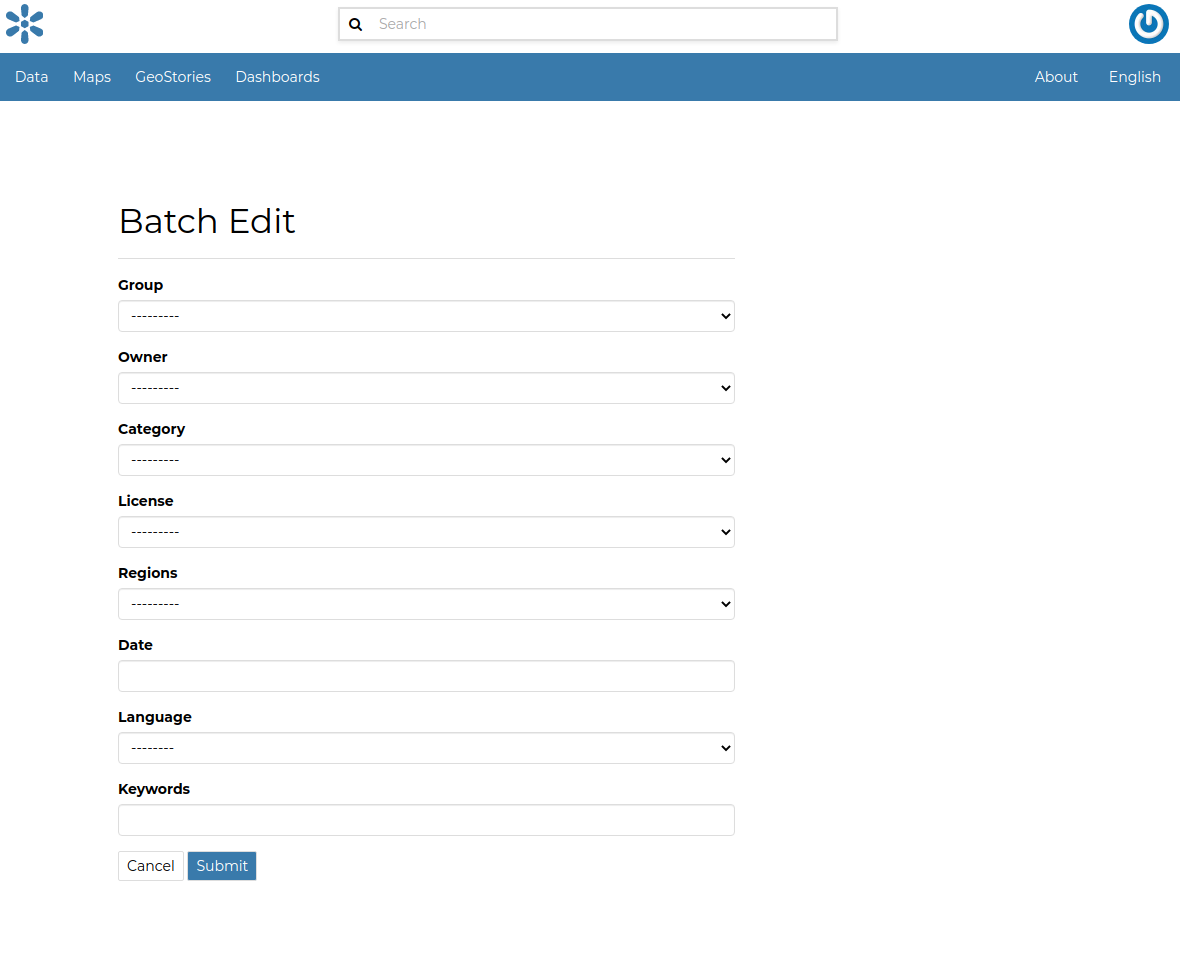 Search
Data Maps GeoStories Dashboards About English
Batch Edit
Group
---------
Owner
---------
Category
---------
License
---------
Regions
---------
Date
Language
--------
Keywords
Cancel Submit